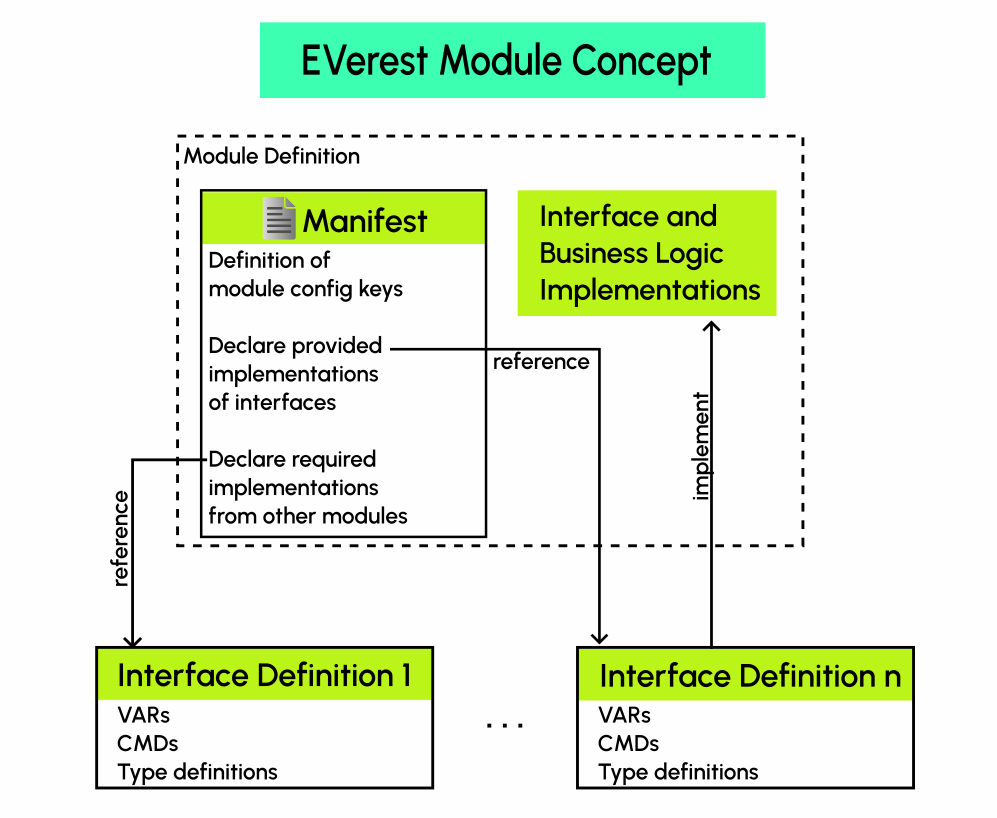 EVerest Module Concept
Module Definition
Manifest
Definition of
module config keys
Declare provided
implementations
of interfaces
Declare required
implementations
from other modules
Interface and
Business Logic
Implementations
reference
implement
reference
Interface Definition 1
VARs
CMDs
Type definitions
. . .
Interface Definition n
VARs
CMDs
Type definitions